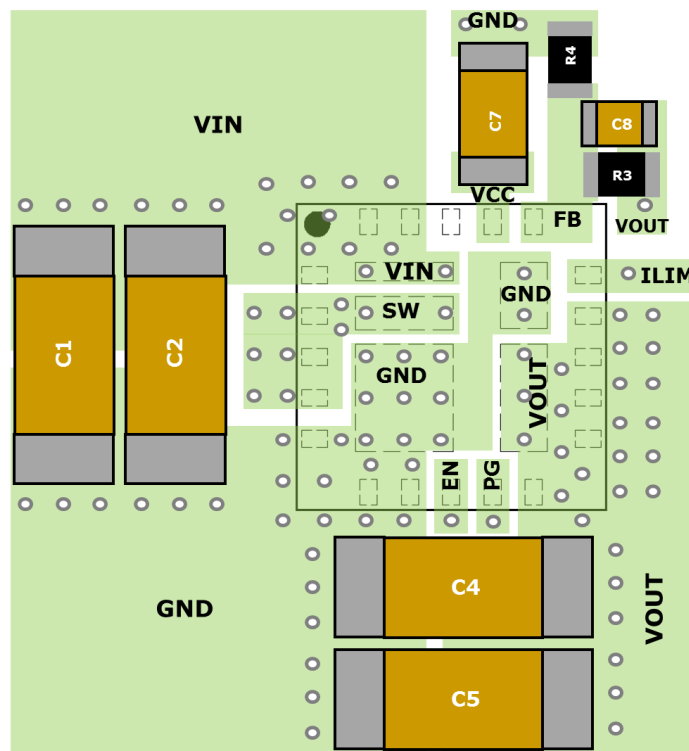 GND
R4
VIN
C7
C8
R3
VCC
FB
VOUT
VIN
GND
ILIM
SW
C1
C2
GND
VOUT
EN
PG
C4
GND
VOUT
C5